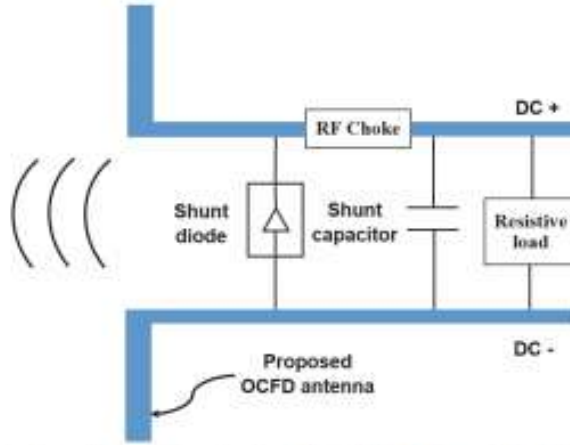 DC +
RF Choke
Shunt
diode
Shunt
capacitor
Resistive
load
DC -
Proposed
OCFD antenna